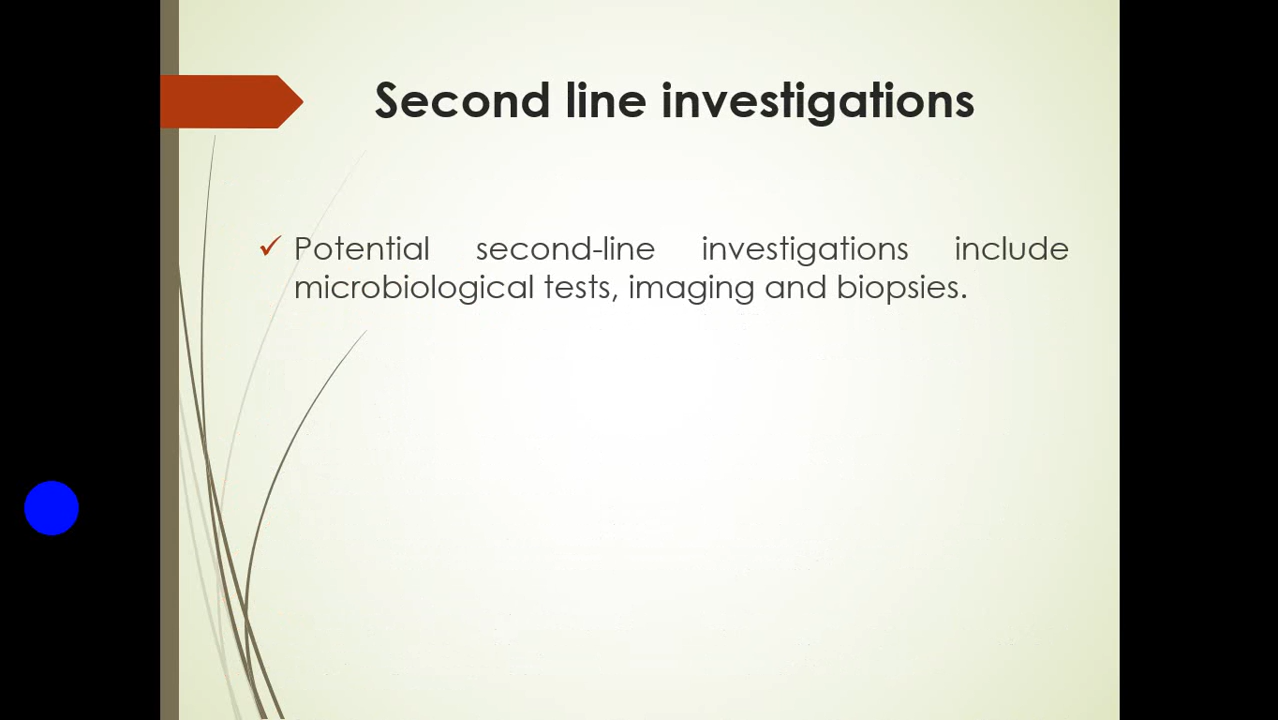 Second line investigations
Potential second-line investigations include
microbiological tests, imaging and biopsies.